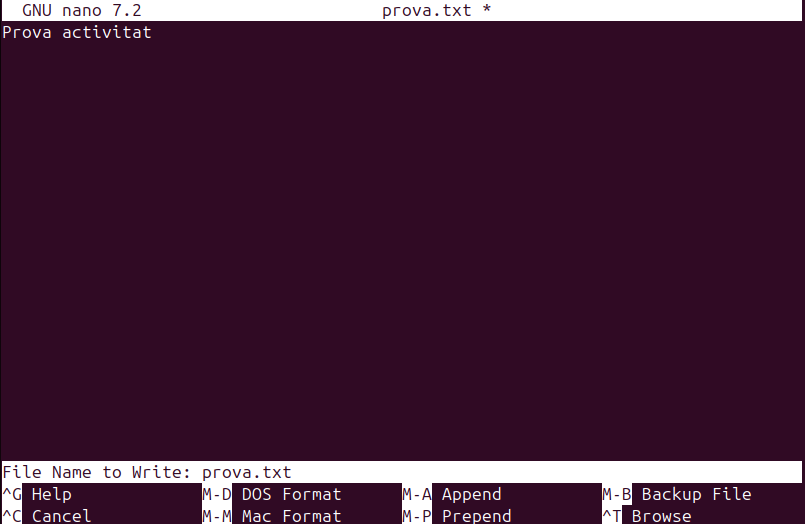 GNU nano 7.2 prova.txt *
Prova activitat
File Name to Write: prova.txt
^G Help M-D DOS Format M-A Append M-B Backup File
^C Cancel M-M Mac Format M-P Prepend ^T Browse